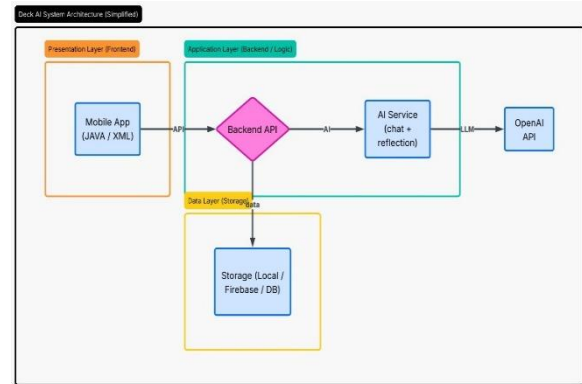 Deck AI System Architecture (Simplified)
Presentation Layer (Frontend)
Application Layer (Backend / Logic)
Mobile App
(JAVA / XML)
API
Backend API
AI
AI Service
(chat +
reflection)
LLM
OpenAI
API
Data Layer (Storage)
data
Storage (Local /
Firebase / DB)